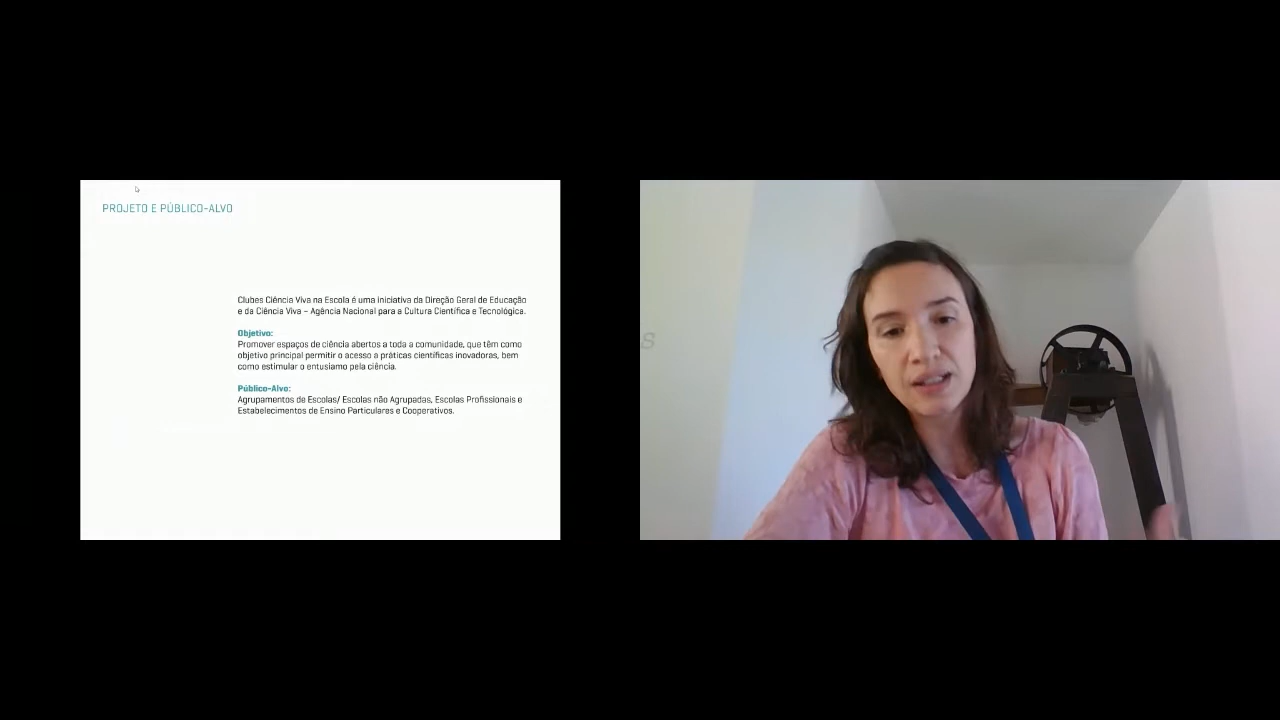 PROJETO E PÚBLICO-ALVO
Clubes Ciência Viva na Escola é uma iniciativa da Direção Geral de Educação
e da Ciência Viva – Agência Nacional para a Cultura Científica e Tecnológica.
Objetivo:
Promover espaços de ciência abertos a toda a comunidade, que têm como
objetivo principal permitir o acesso a práticas científicas inovadoras, bem
como estimular o entusiamo pela ciência.
Público-Alvo:
Agrupamentos de Escolas/ Escolas não Agrupadas, Escolas Profissionais e
Estabelecimentos de Ensino Particulares e Cooperativos.
s